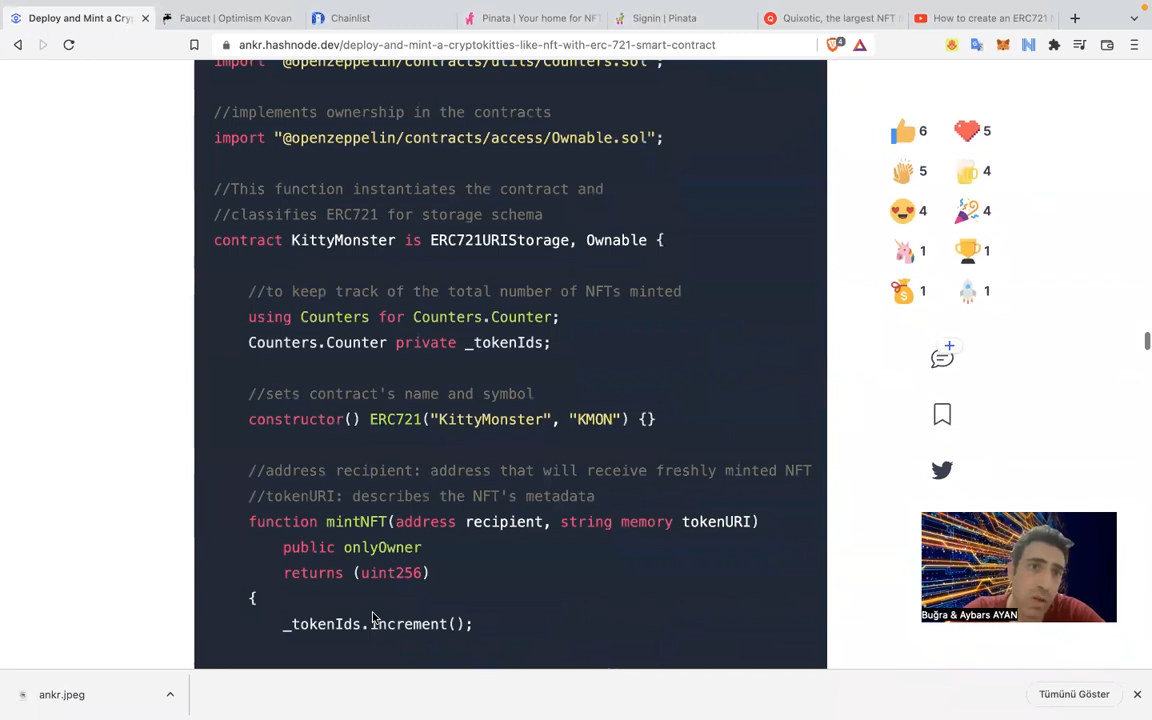 Deploy and Mint a Cry
Faucet | Optimism Kovan
Chainlist
Pinata | Your home for NF
Signin | Pinata
Quixotic, the largest NFT
How to create an ERC721
ankr.hashnode.dev/deploy-and-mint-a-cryptokitties-like-nft-with-erc-721-smart-contract
4
import "@openzeppelin/contracts/utils/Counters.sol";
//implements ownership in the contracts
import "@openzeppelin/contracts/access/Ownable.sol";
//This function instantiates the contract and
//classifies ERC721 for storage schema
contract KittyMonster is ERC721URIStorage, Ownable {
//to keep track of the total number of NFTs minted
using Counters for Counters.Counter;
Counters.Counter private _tokenIds;
//sets contract's name and symbol
constructor() ERC721("KittyMonster", "KMON") {}
//address recipient: address that will receive freshly minted NFT
//tokenURI: describes the NFT's metadata
function mintNFT(address recipient, string memory tokenURI)
public onlyOwner
returns (uint256)
{
_tokenIds.increment();
6 5
5 4
4 4
1 1
1 1
Buğra & Aybars AYAN
ankr.jpeg
Tümünü Göster